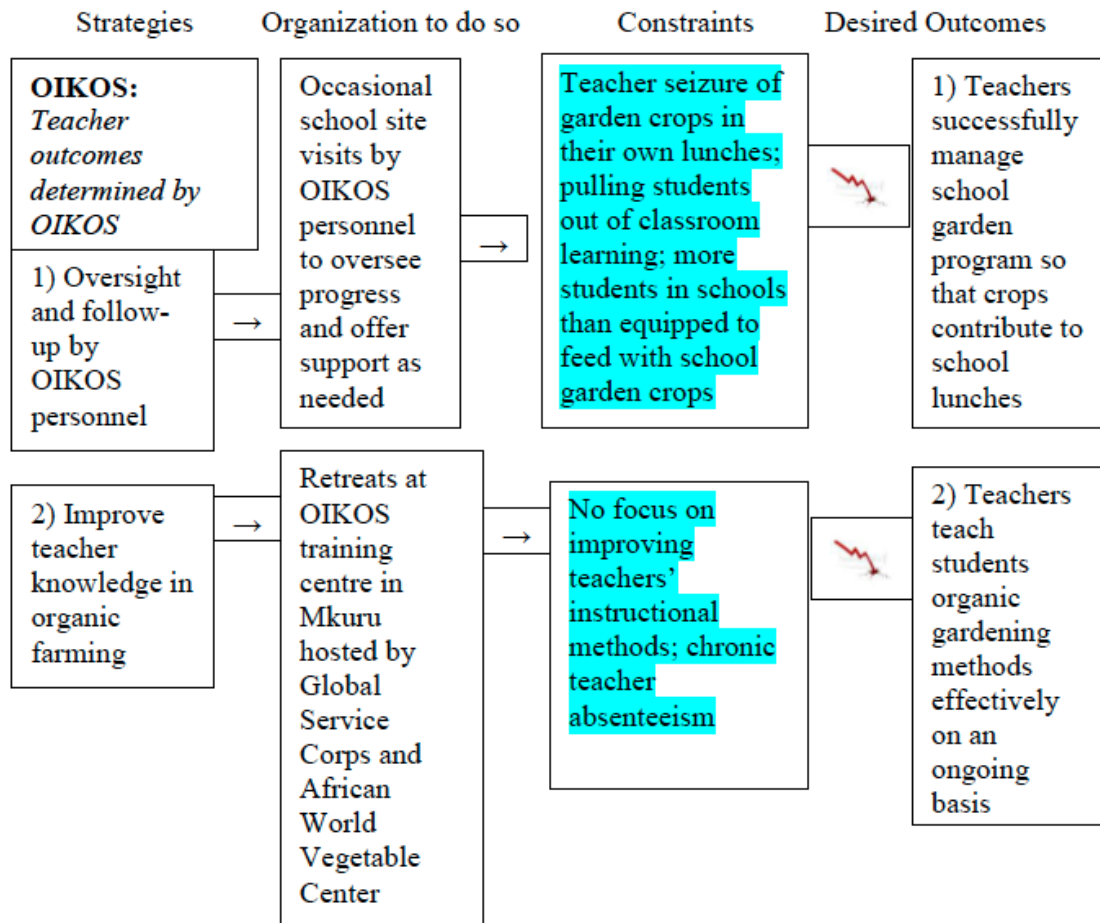 Strategies
Organization to do so
Constraints
Desired Outcomes
OIKOS:
Teacher
outcomes
determined by
OIKOS
1) Oversight
and follow-
up by
OIKOS
personnel
→
Occasional
school site
visits by
OIKOS
personnel
to oversee
progress
and offer
support as
needed
→
Teacher seizure of
garden crops in
their own lunches;
pulling students
out of classroom
learning; more
students in schools
than equipped to
feed with school
garden crops
1) Teachers
successfully
manage
school
garden
program so
that crops
contribute to
school
lunches
2) Improve
teacher
knowledge in
organic
farming
→
Retreats at
OIKOS
training
centre in
Mkuru
hosted by
Global
Service
Corps and
African
World
Vegetable
Center
→
No focus on
improving
teachers’
instructional
methods; chronic
teacher
absenteeism
2) Teachers
teach
students
organic
gardening
methods
effectively
on an
ongoing
basis